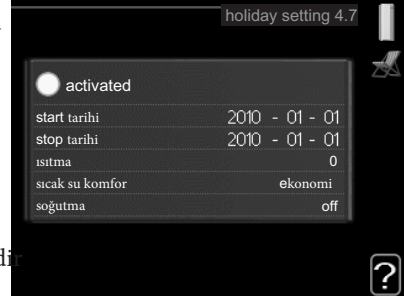 holiday setting 4.7
activated
start tarihi 2010 - 01 - 01
stop tarihi 2010 - 01 - 01
ısıtma 0
sıcak su komfor ekonomi
soğutma off
dir
?